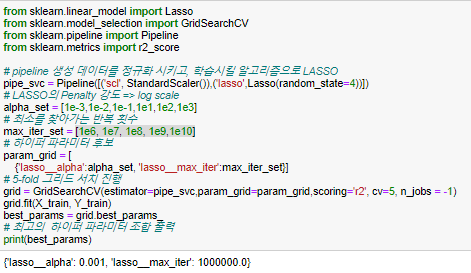 from sklearn.linear_model import Lasso
from sklearn.model_selection import GridSearchCV
from sklearn.pipeline import Pipeline
from sklearn.metrics import r2_score
# pipeline 생성 데이터를 정규화 시키고, 학습시킬 알고리즘으로 LASSO
pipe_svc = Pipeline([('scl', StandardScaler()),('lasso',Lasso(random_state=4))])
# LASSO의 Penalty 강도 => log scale
alpha_set = [1e-3,1e-2,1e-1,1e1,1e2,1e3]
# 최소를 찾아가는 반복 횟수
max_iter_set = [1e6, 1e7, 1e8, 1e9,1e10]
# 하이퍼 파라미터 후보
param_grid = [
{'lasso__alpha':alpha_set, 'lasso__max_iter':max_iter_set}]
# 5-fold 그리드 서치 진행
grid = GridSearchCV(estimator=pipe_svc,param_grid=param_grid,scoring='r2', cv=5, n_jobs = -1)
grid.fit(X_train, Y_train)
best_params = grid.best_params_
# 최고의 하이퍼 파라미터 조합 출력
print(best_params)
{'lasso__alpha': 0.001, 'lasso__max_iter': 1000000.0}